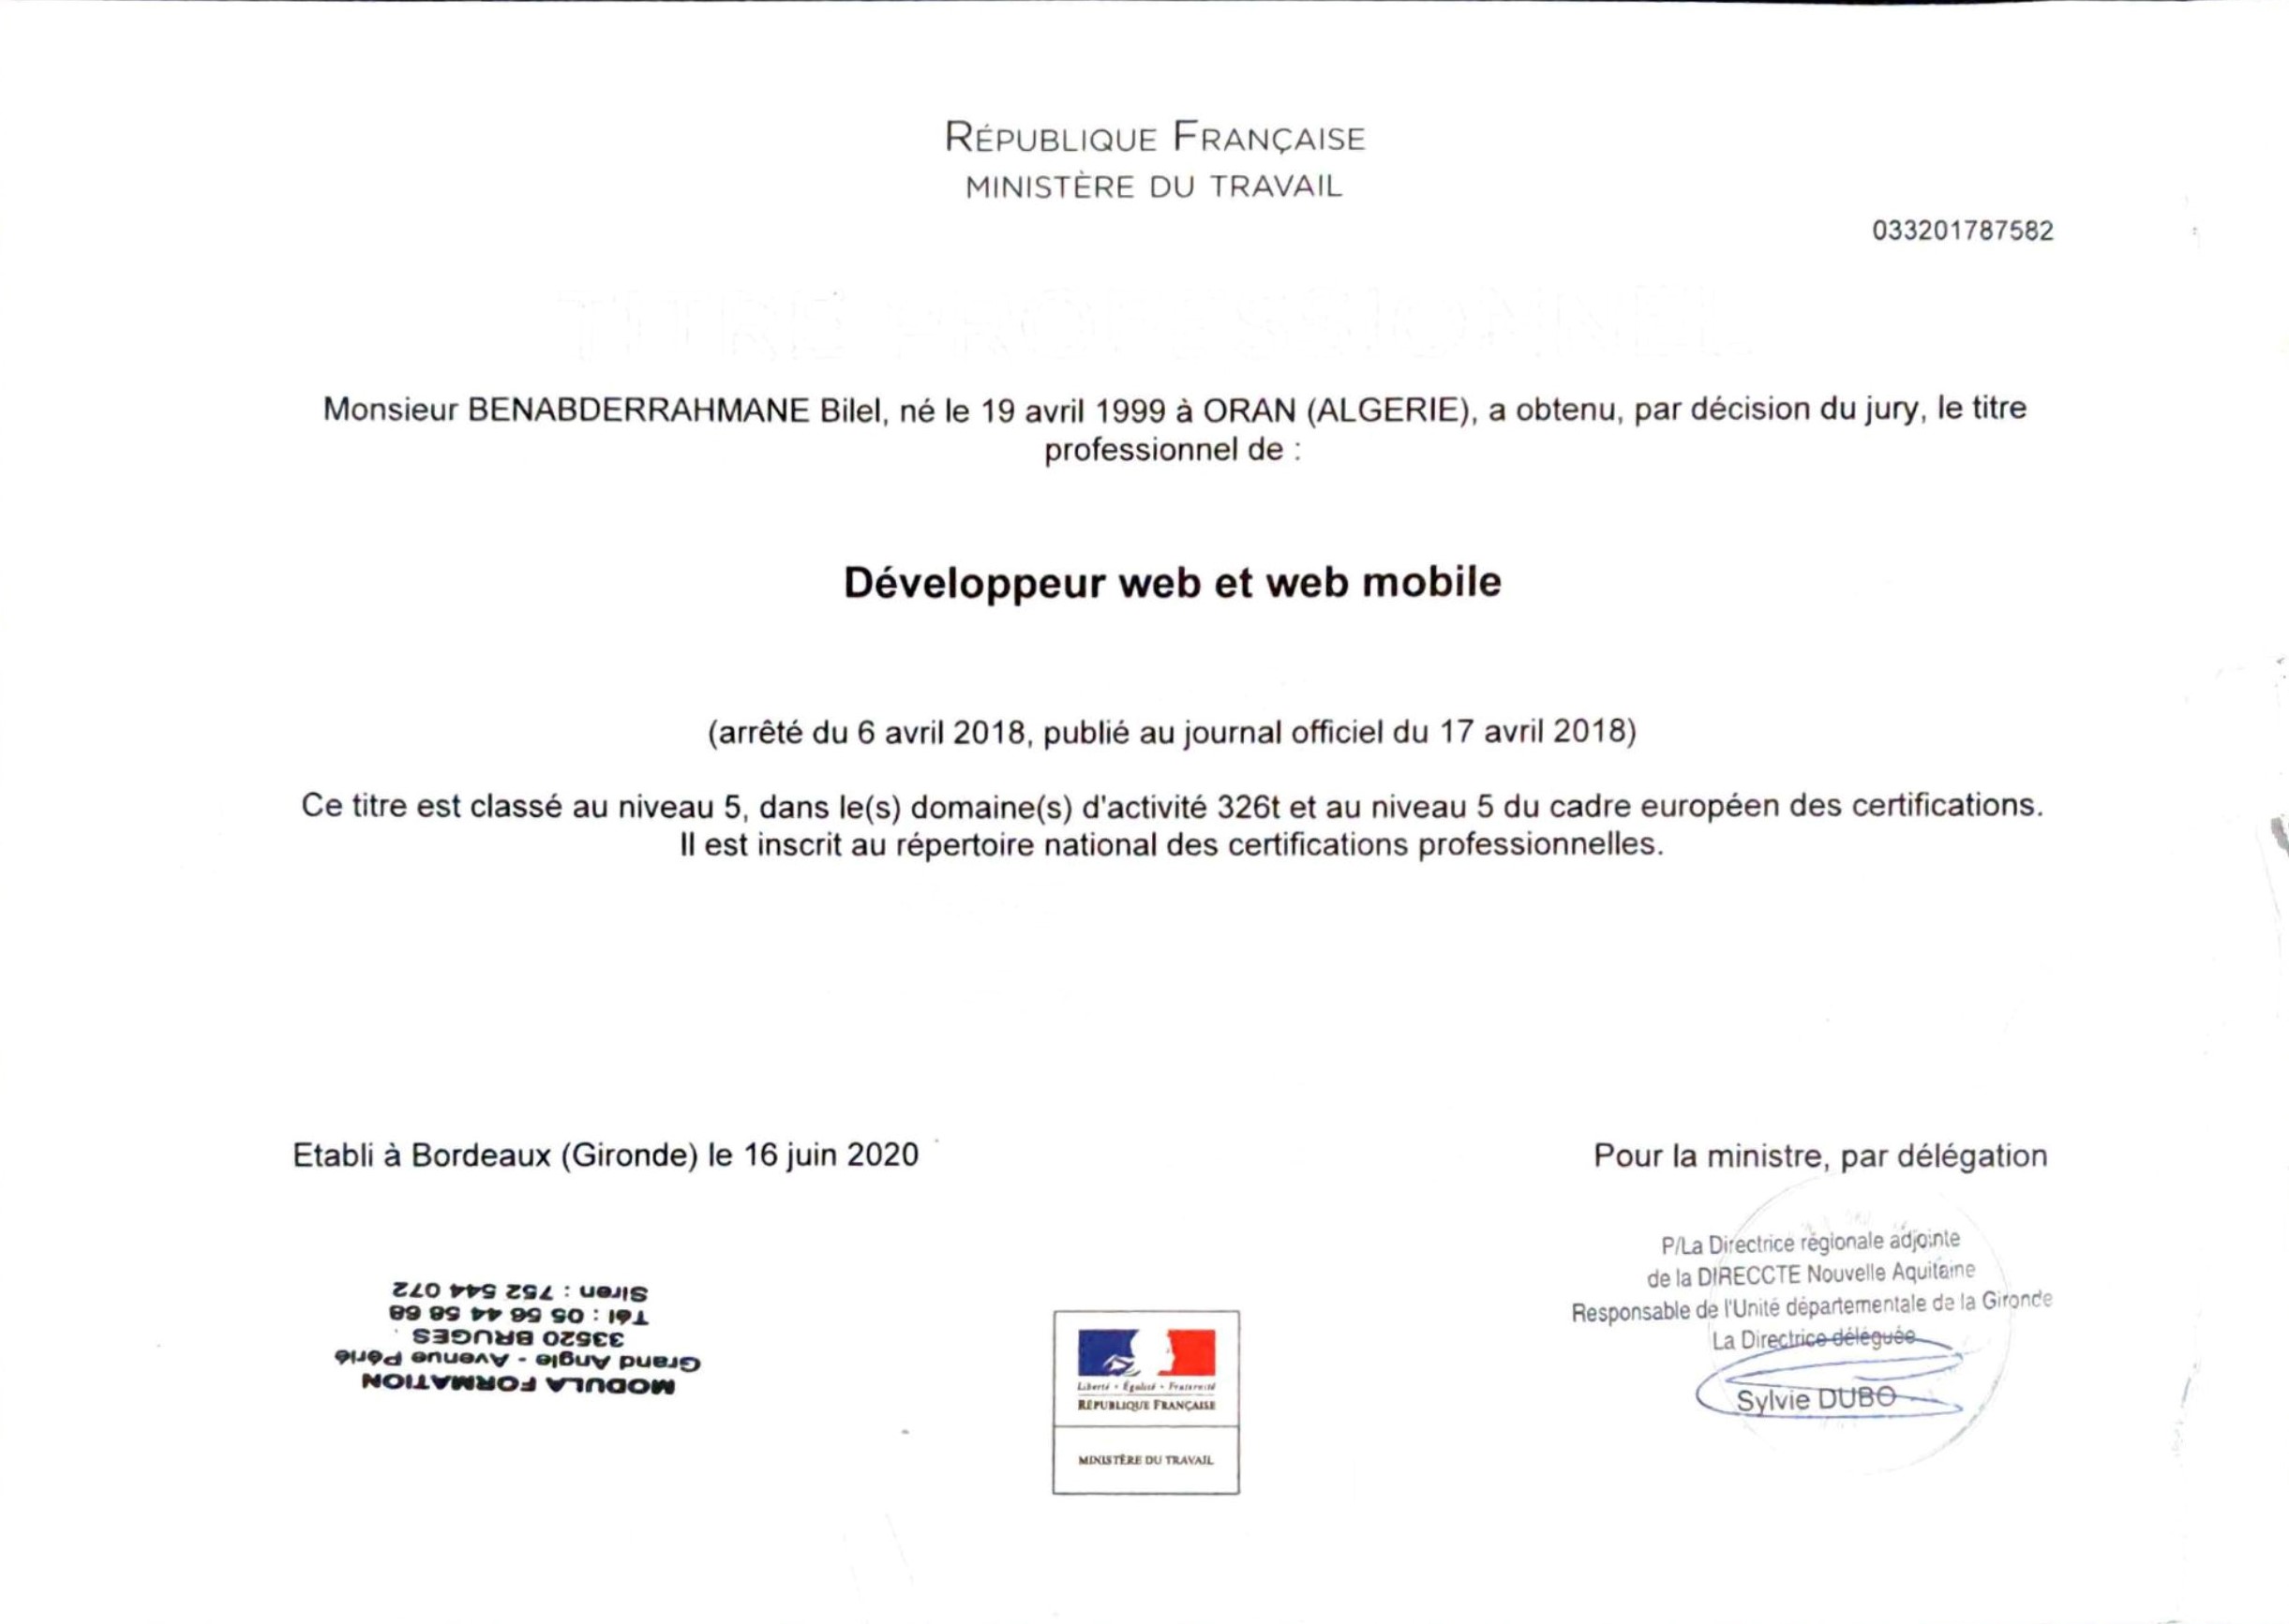 RÉPUBLIQUE FRANÇAISE
MINISTÈRE DU TRAVAIL
033201787582
TITRE PROFESSIONNEL
Monsieur BENABDERRAHMANE Bilel, né le 19 avril 1999 à ORAN (ALGERIE), a obtenu, par décision du jury, le titre
professionnel de :
Développeur web et web mobile
(arrêté du 6 avril 2018, publié au journal officiel du 17 avril 2018)
Ce titre est classé au niveau 5, dans le(s) domaine(s) d'activité 326t et au niveau 5 du cadre européen des certifications.
Il est inscrit au répertoire national des certifications professionnelles.
Etabli à Bordeaux (Gironde) le 16 juin 2020
Pour la ministre, par délégation
P/La Directrice régionale adjointe
de la DIRECCTE Nouvelle Aquitaine
Responsable de l'Unité départementale de la Gironde
La Directrice déléguée
Sylvie DUBO
MODULA FORMATION
Grand Angle - Avenue Périé
33520 BRUGES
Tél : 05 56 44 58 68
Siren : 752 544 072
Liberté • Égalité • Fraternité
RÉPUBLIQUE FRANÇAISE
MINISTÈRE DU TRAVAIL